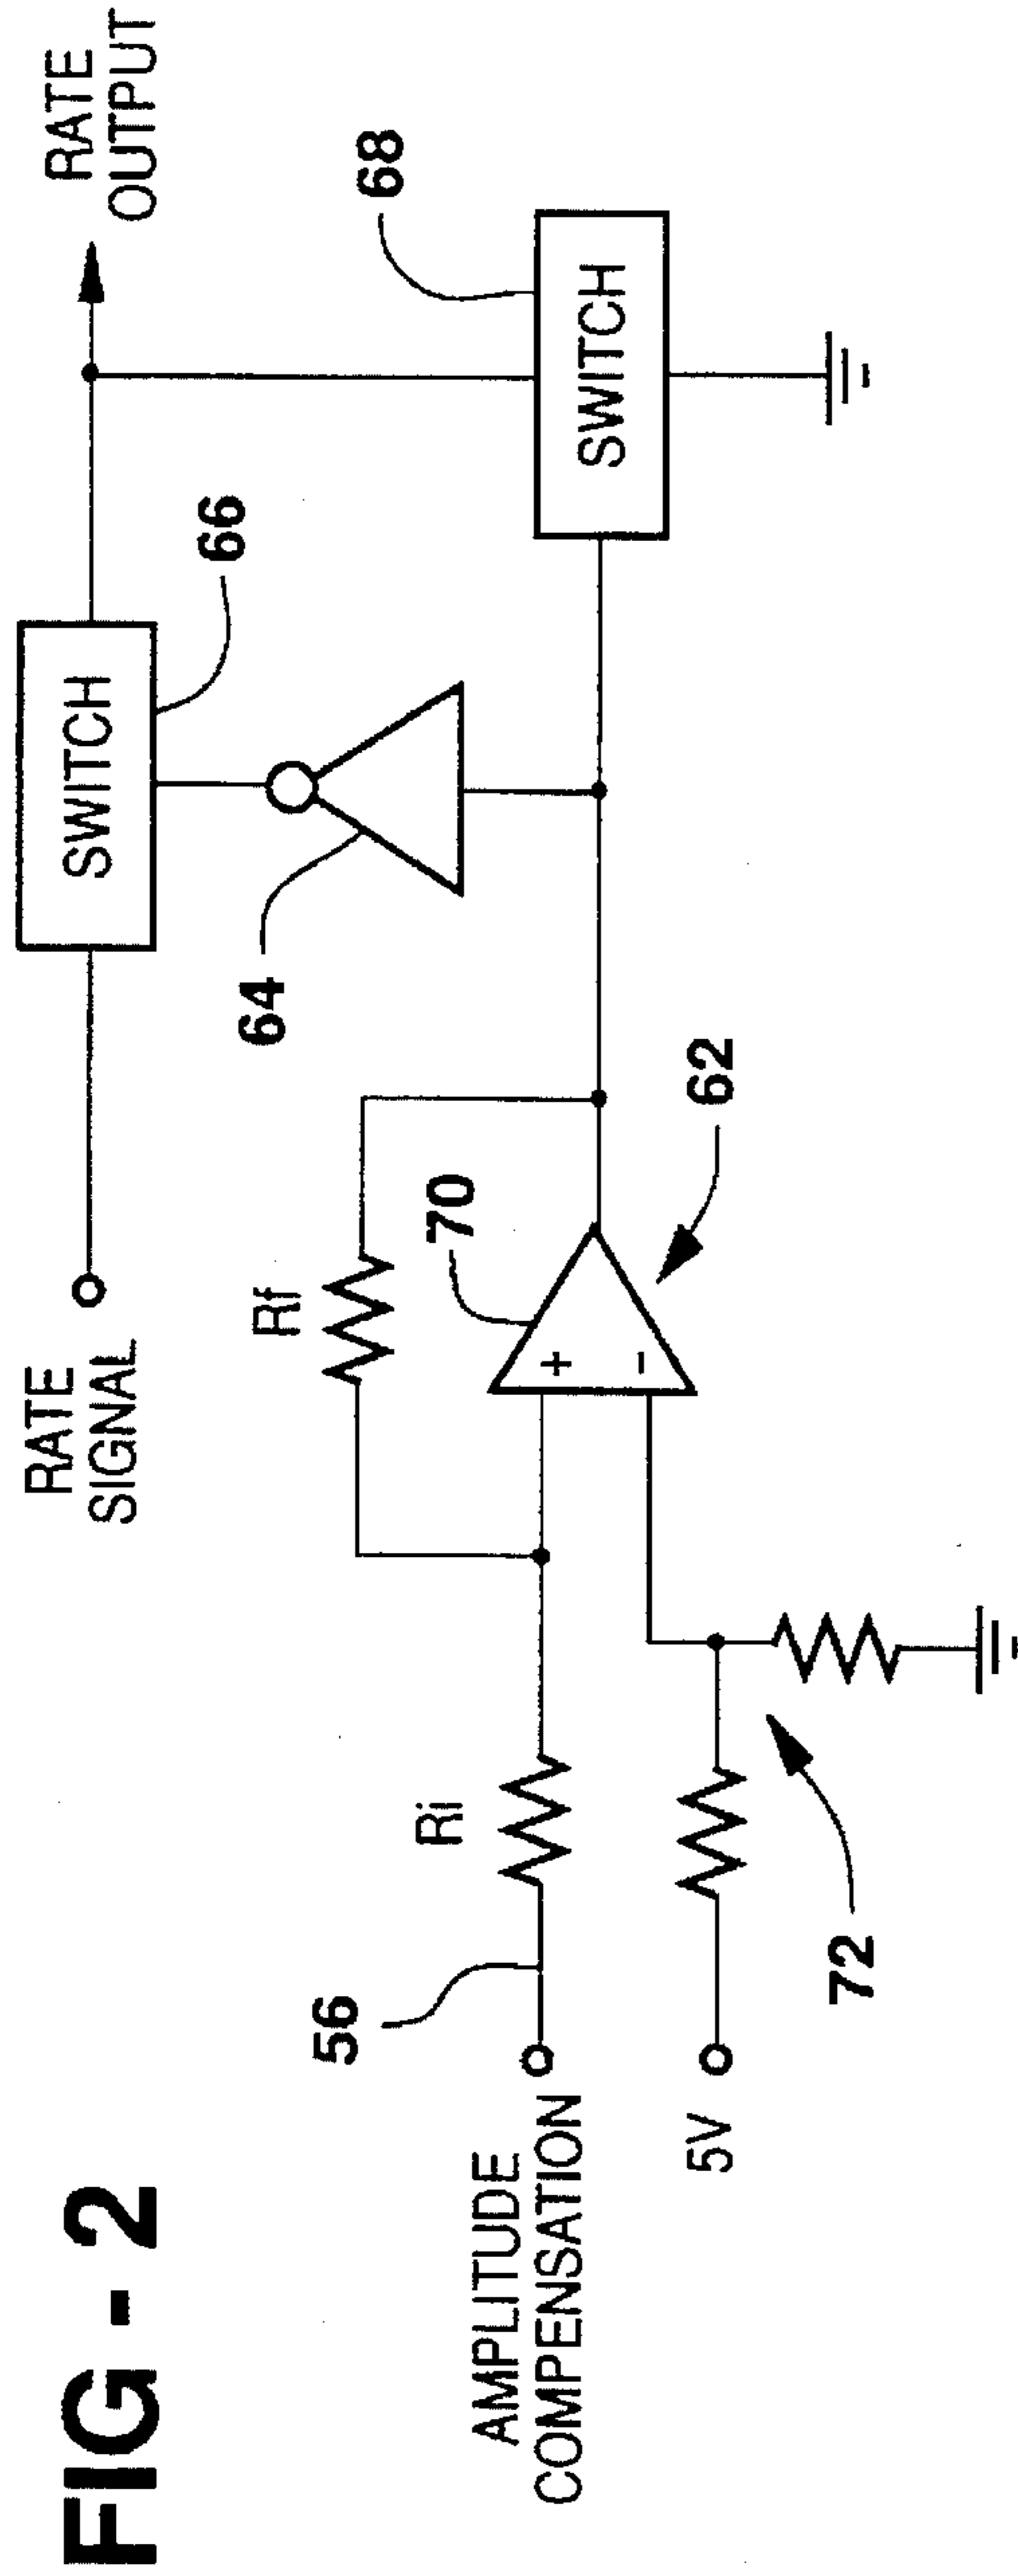 FIG - 2
RATE
SIGNAL
SWITCH
66
RATE
OUTPUT
64
68
SWITCH
Rf
70
+
-
62
56
Ri
AMPLITUDE
COMPENSATION
5V
72